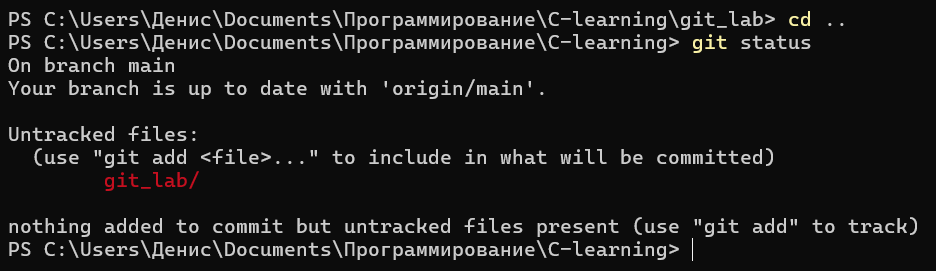 PS C:\Users\Денис\Documents\Программирование\C-learning\git_lab> cd ..
PS C:\Users\Денис\Documents\Программирование\C-learning> git status
On branch main
Your branch is up to date with 'origin/main'.

Untracked files:
  (use "git add <file>..." to include in what will be committed)
        git_lab/

nothing added to commit but untracked files present (use "git add" to track)
PS C:\Users\Денис\Documents\Программирование\C-learning>